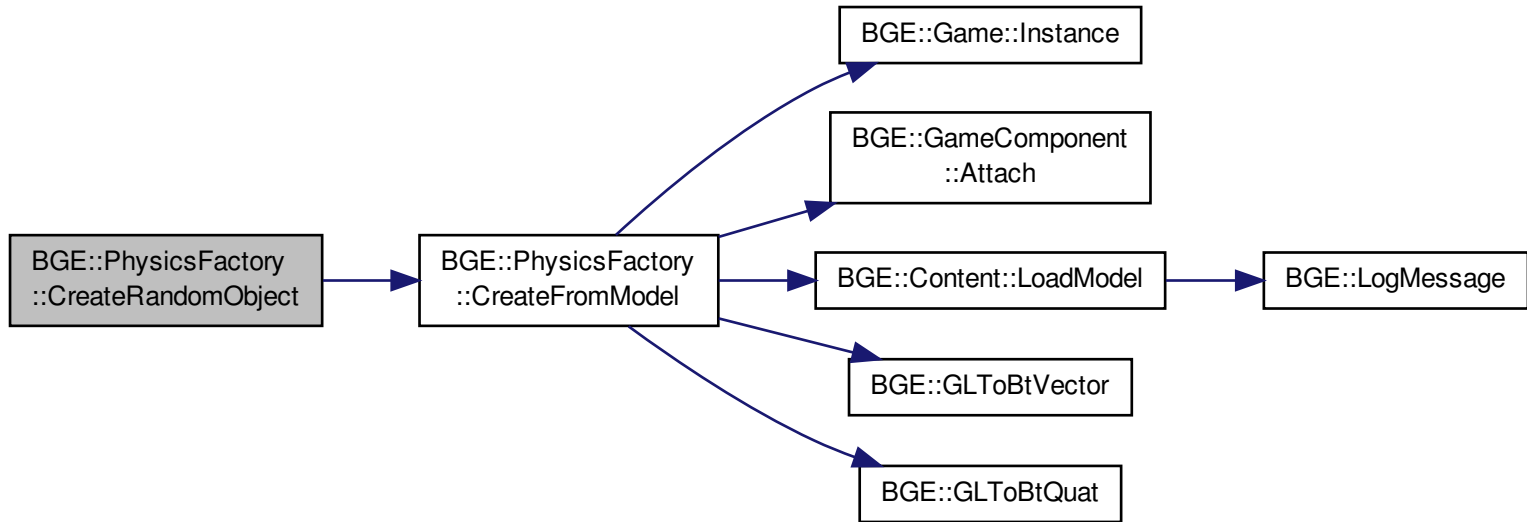 BGE::PhysicsFactory
::CreateRandomObject
BGE::PhysicsFactory
::CreateFromModel
BGE::Game::Instance
BGE::GameComponent
::Attach
BGE::Content::LoadModel
BGE::LogMessage
BGE::GLToBtVector
BGE::GLToBtQuat